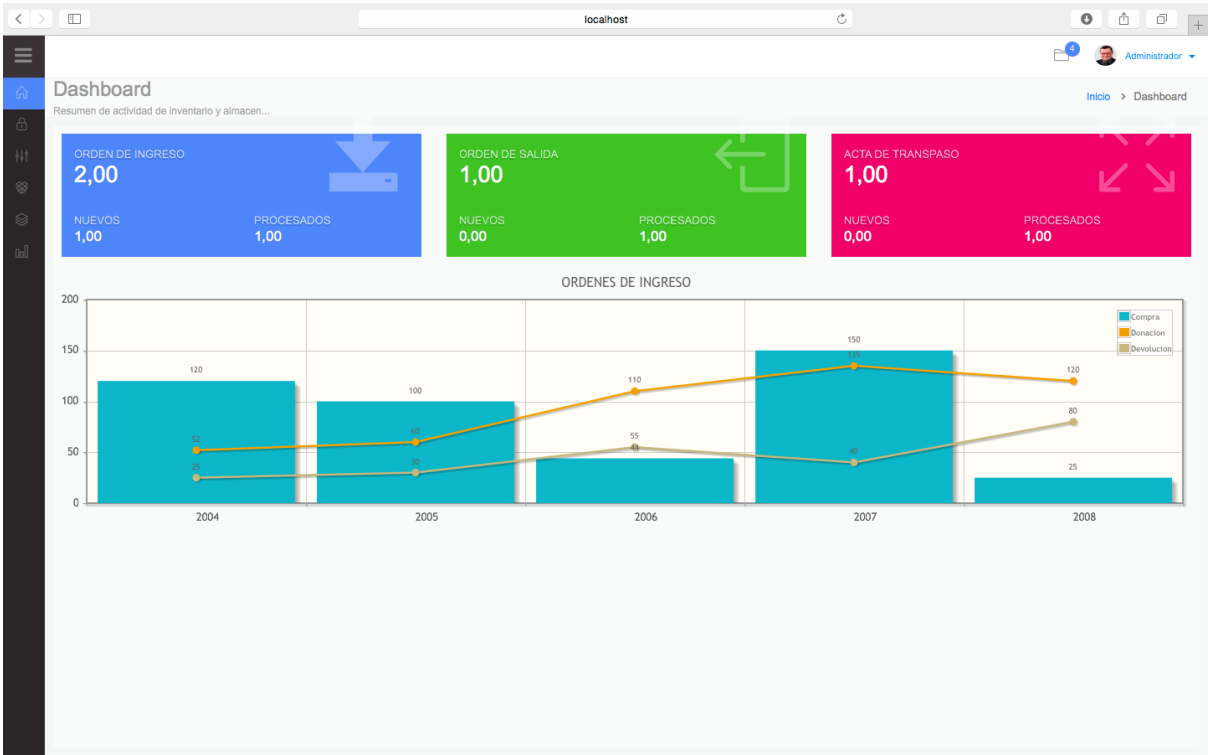 localhost
4
Administrador
Dashboard
Resumen de actividad de inventario y almacen...
Inicio > Dashboard
ORDEN DE INGRESO
2,00
NUEVOS PROCESADOS
1,00 1,00
ORDEN DE SALIDA
1,00
NUEVOS PROCESADOS
0,00 1,00
ACTA DE TRANSPASO
1,00
NUEVOS PROCESADOS
0,00 1,00
ORDENES DE INGRESO
200
150
100
50
0
Compra
Donacion
Devolucion
120
100
44
150
25
52
60
110
135
120
25
30
55
40
80
2004 2005 2006 2007 2008